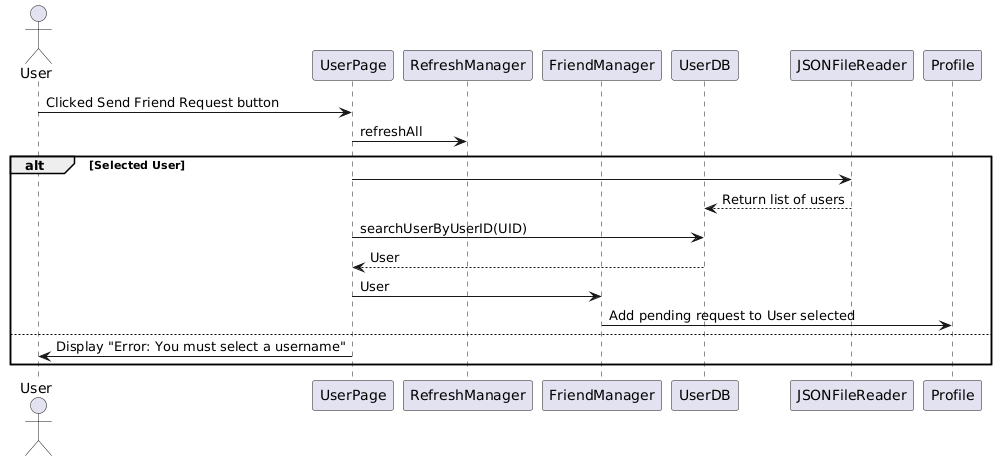 User
UserPage
RefreshManager
FriendManager
UserDB
JSONFileReader
Profile
Clicked Send Friend Request button
refreshAll
alt
[Selected User]
Return list of users
searchUserByUserID(UID)
User
User
Add pending request to User selected
Display "Error: You must select a username"
User
UserPage
RefreshManager
FriendManager
UserDB
JSONFileReader
Profile